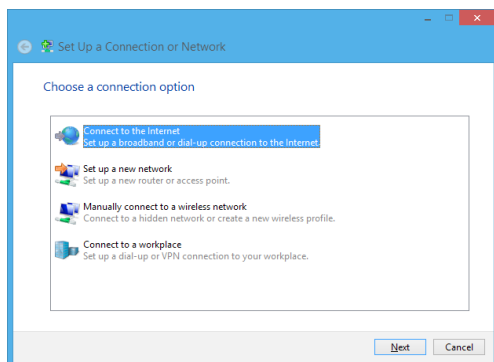 Set Up a Connection or Network
Choose a connection option
Connect to the Internet
Set up a broadband or dial-up connection to the Internet.
Set up a new network
Set up a new router or access point.
Manually connect to a wireless network
Connect to a hidden network or create a new wireless profile.
Connect to a workplace
Set up a dial-up or VPN connection to your workplace.
Next Cancel